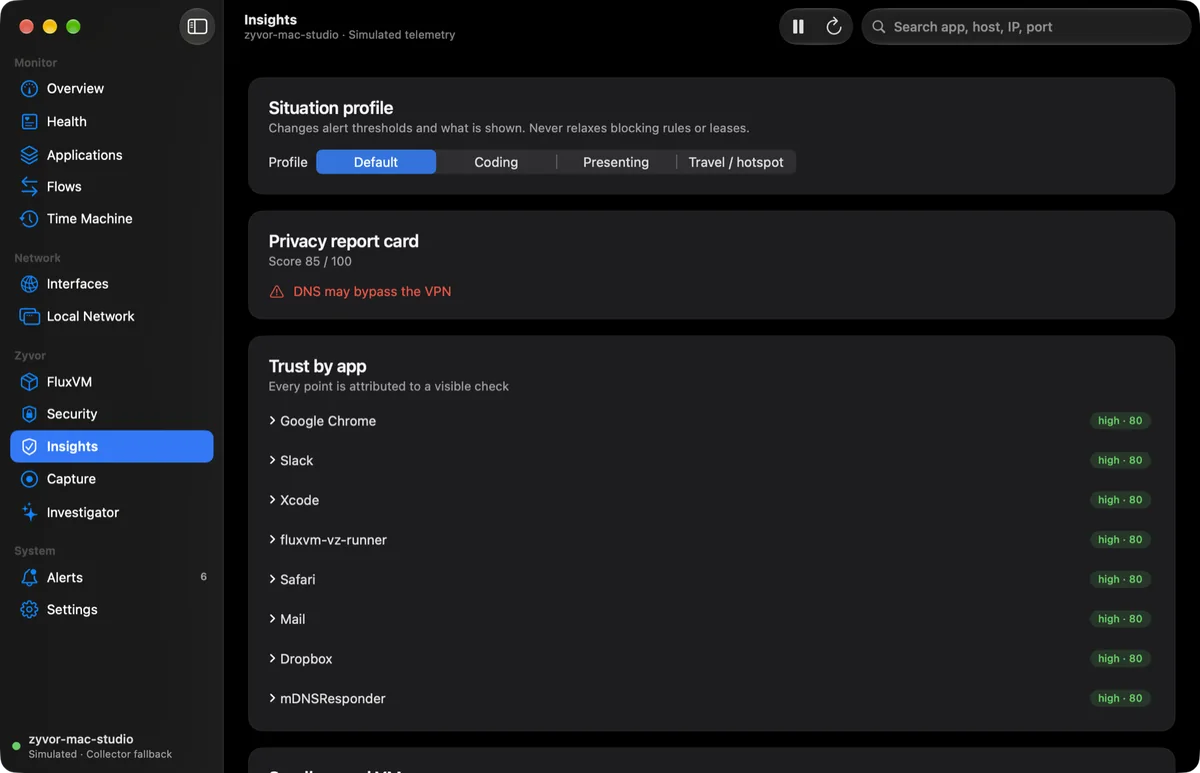 Insights
zyvor-mac-studio · Simulated telemetry
Search app, host, IP, port
Monitor
Overview
Health
Applications
Flows
Time Machine
Network
Interfaces
Local Network
Zyvor
FluxVM
Security
Insights
Capture
Investigator
System
Alerts 6
Settings
zyvor-mac-studio
Simulated · Collector fallback
Situation profile
Changes alert thresholds and what is shown. Never relaxes blocking rules or leases.
Profile Default Coding Presenting Travel / hotspot
Privacy report card
Score 85 / 100
DNS may bypass the VPN
Trust by app
Every point is attributed to a visible check
Google Chrome high · 80
Slack high · 80
Xcode high · 80
fluxvm-vz-runner high · 80
Safari high · 80
Mail high · 80
Dropbox high · 80
mDNSResponder high · 80